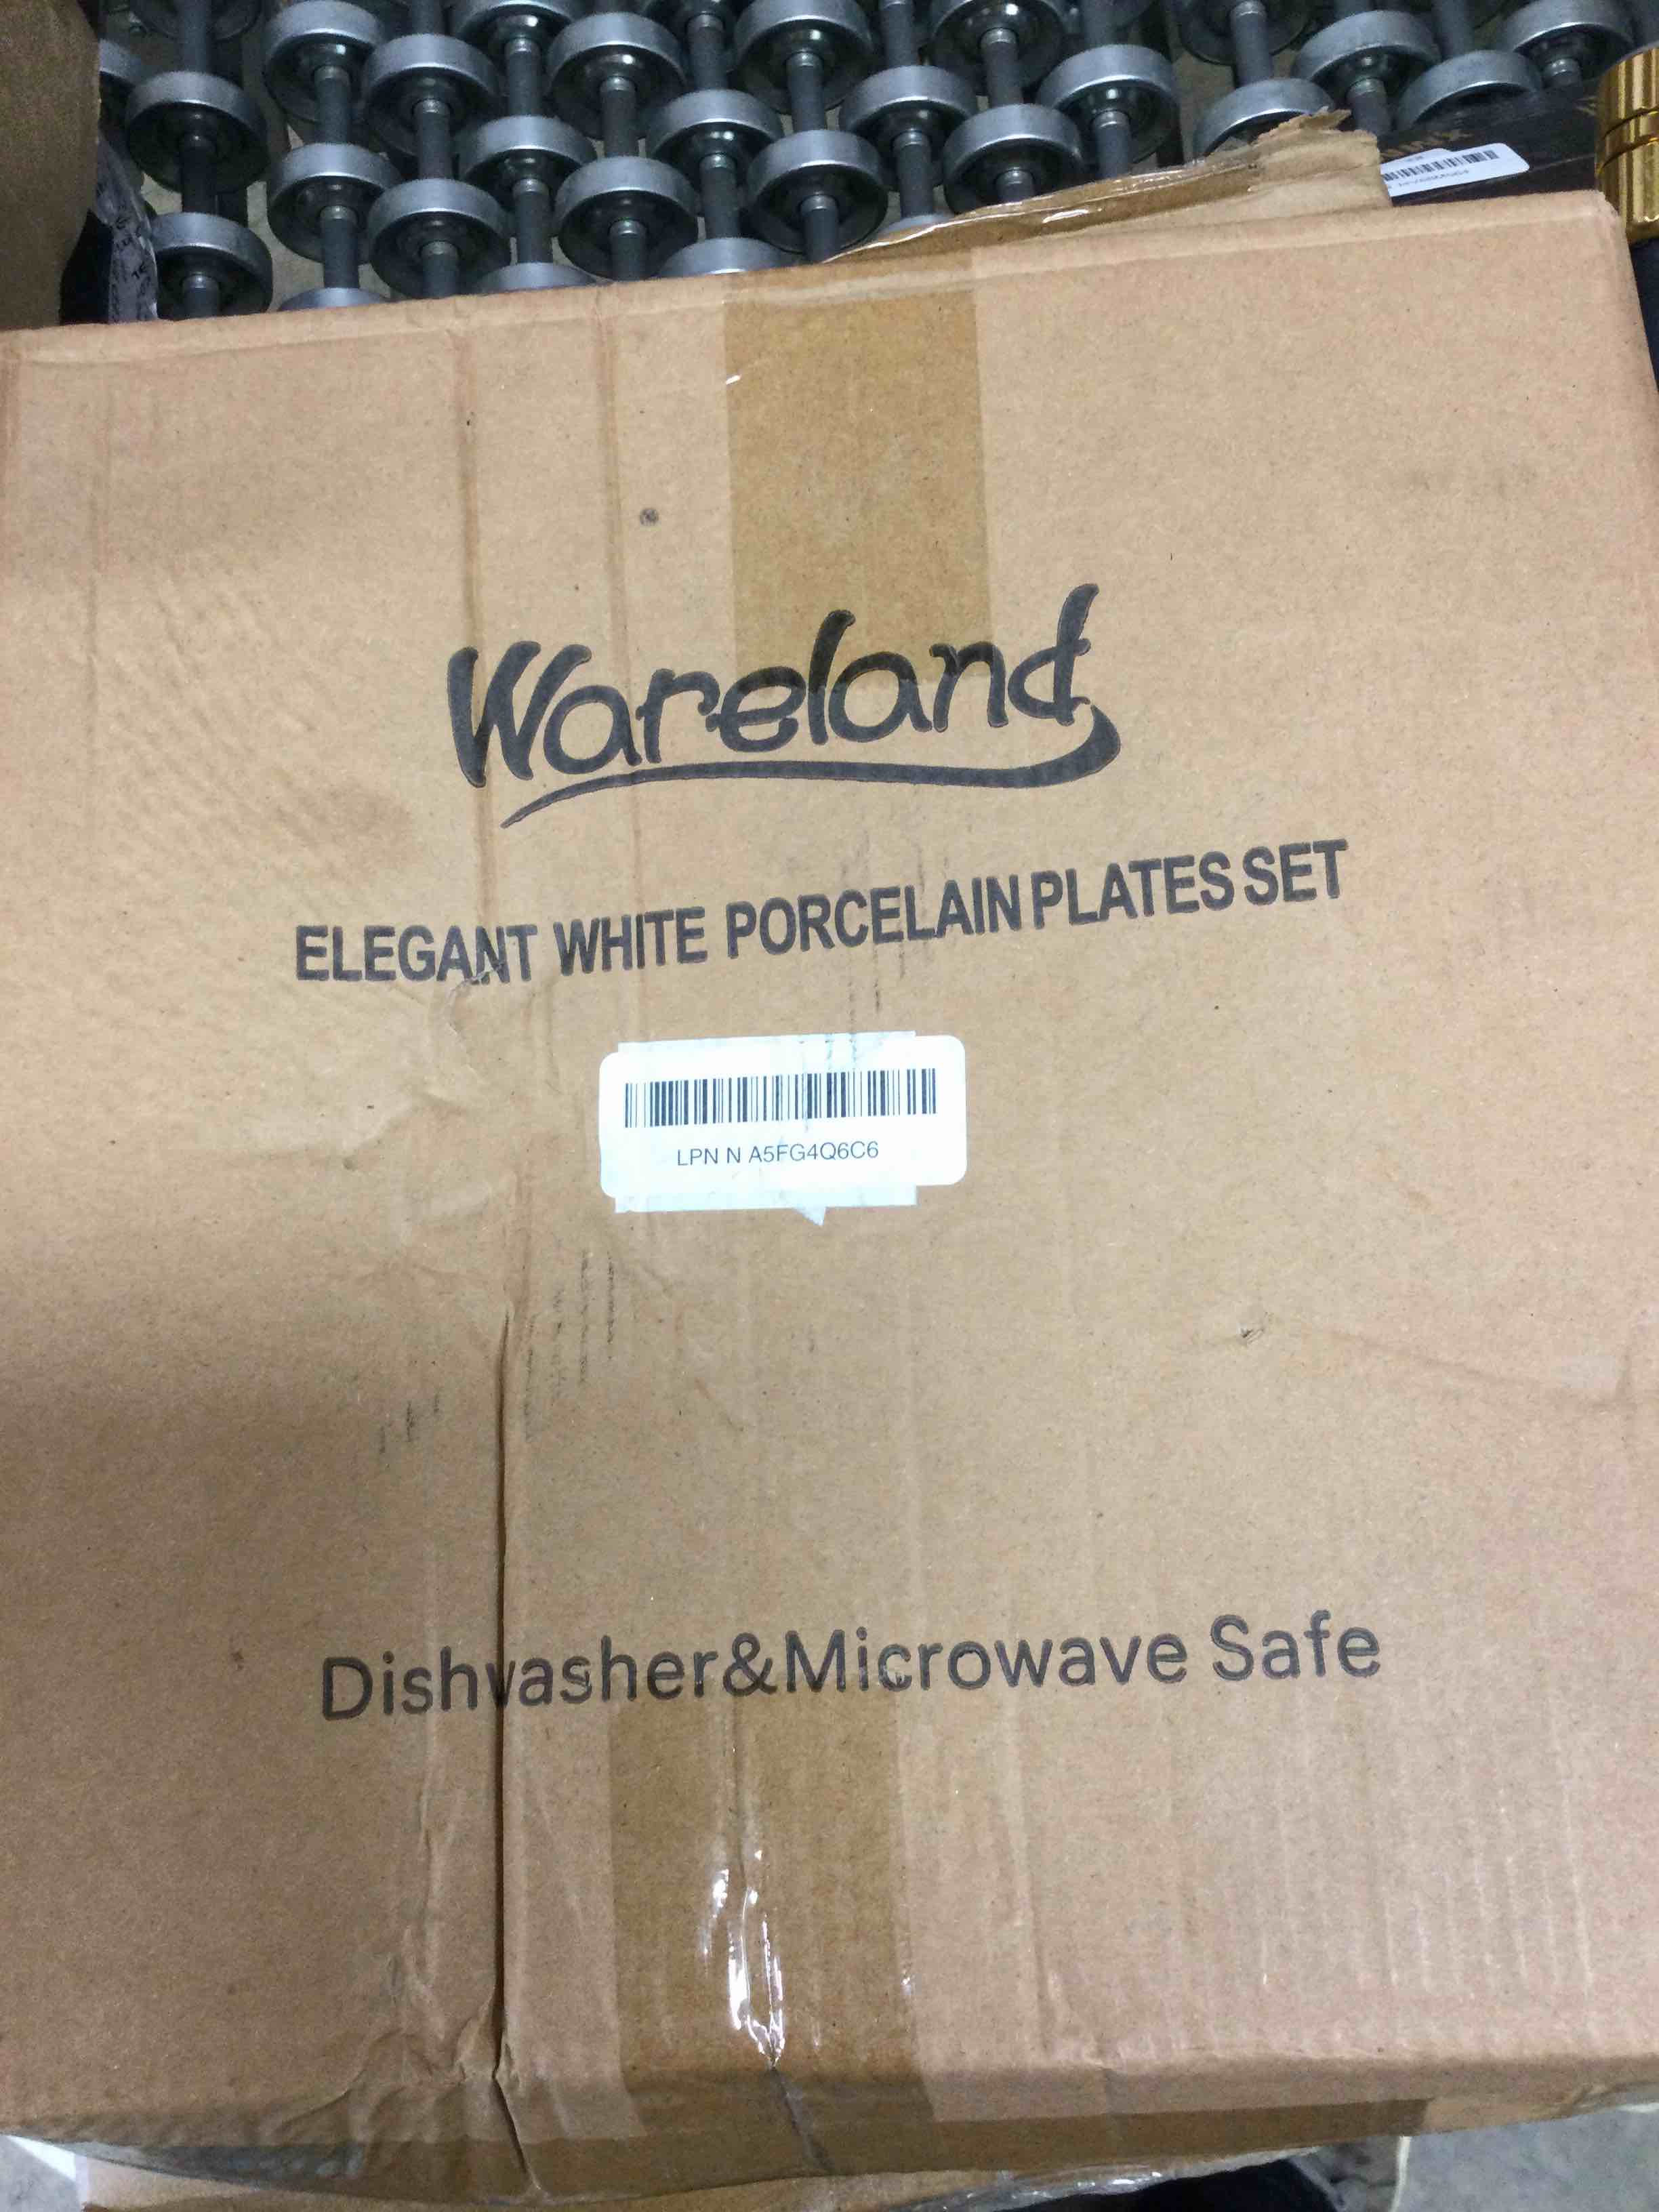 Wareland
ELEGANT WHITE PORCELAIN PLATES SET
LPN N A5FG4Q6C6
Dishwasher&Microwave Safe